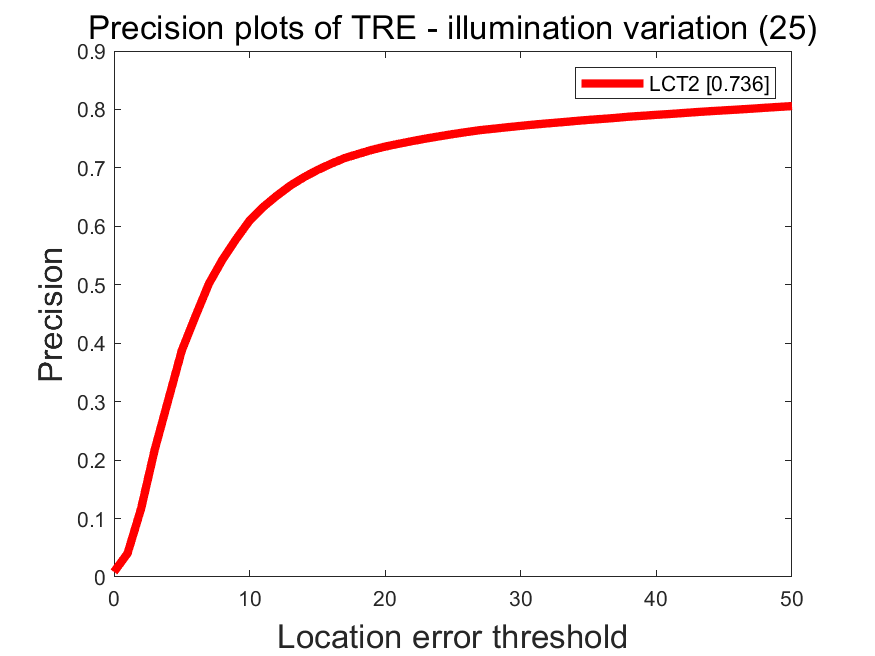 Precision plots of TRE - illumination variation (25)
LCT2 [0.736]
Precision
0.9
0.8
0.7
0.6
0.5
0.4
0.3
0.2
0.1
0
0 10 20 30 40 50
Location error threshold